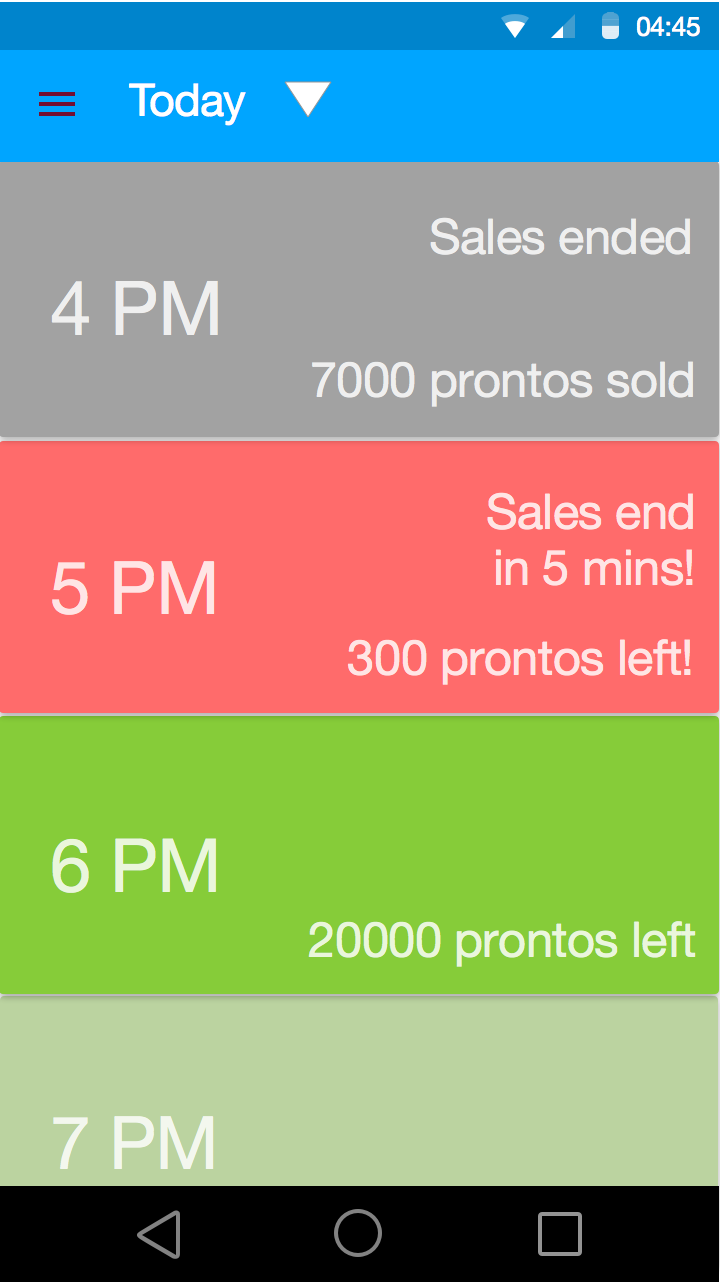 04:45
Today
Sales ended
4 PM
7000 prontos sold
Sales end
in 5 mins!
5 PM
300 prontos left!
6 PM
20000 prontos left
7 PM